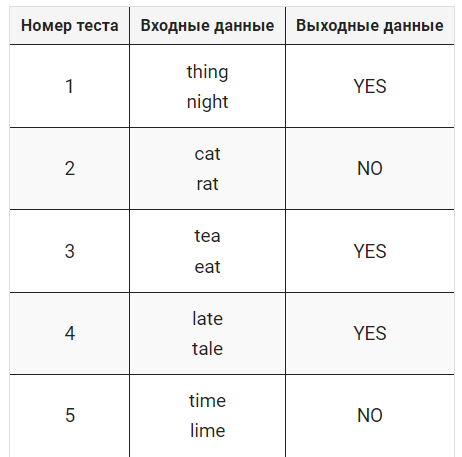 Номер теста Входные данные Выходные данные
thing
1 YES
night
cat
2 NO
rat
tea
3 YES
eat
late
4 YES
tale
time
5 NO
lime